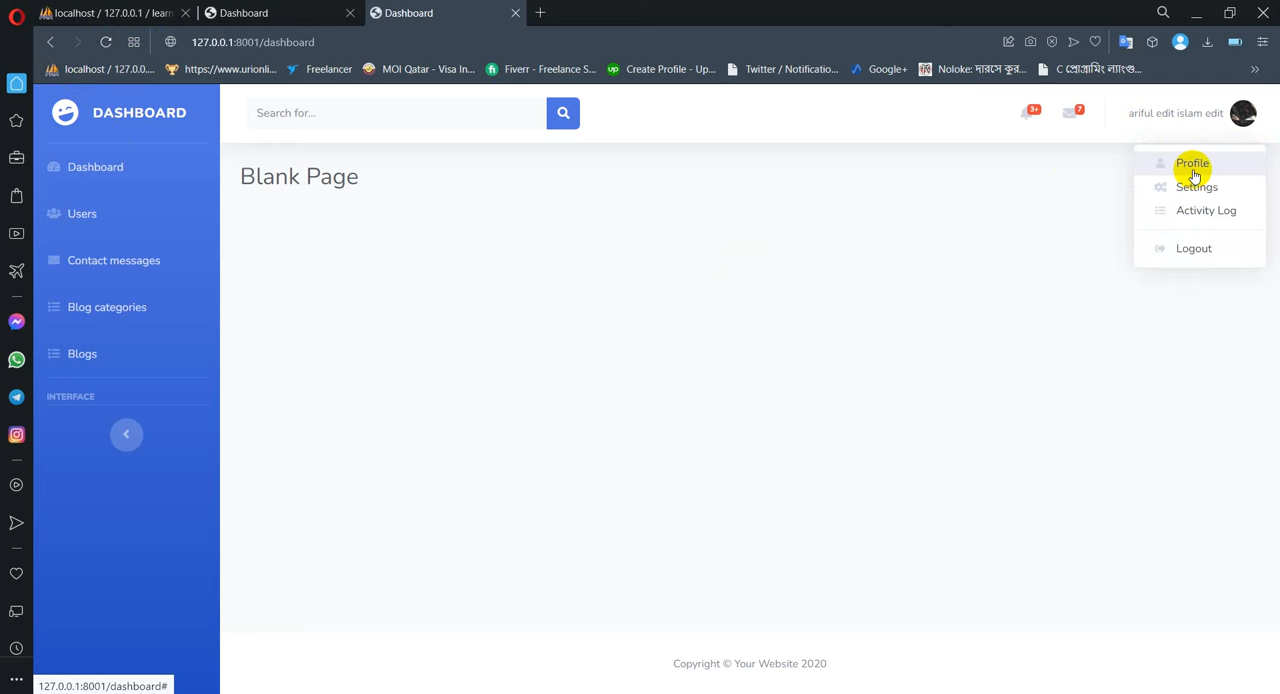 localhost / 127.0.0.1 / learn
Dashboard
Dashboard
127.0.0.1:8001/dashboard
localhost / 127.0.0....
https://www.urionli...
Freelancer
MOI Qatar - Visa In...
Fiverr - Freelance S...
Create Profile - Up...
Twitter / Notificatio...
Google+
Noloke: দারসে কুর...
C প্রোগ্রামিং ল্যাংগু...
DASHBOARD
Search for...
3+
7
ariful edit islam edit
Dashboard
Users
Contact messages
Blog categories
Blogs
INTERFACE
Blank Page
Profile
Settings
Activity Log
Logout
Copyright © Your Website 2020
127.0.0.1:8001/dashboard#